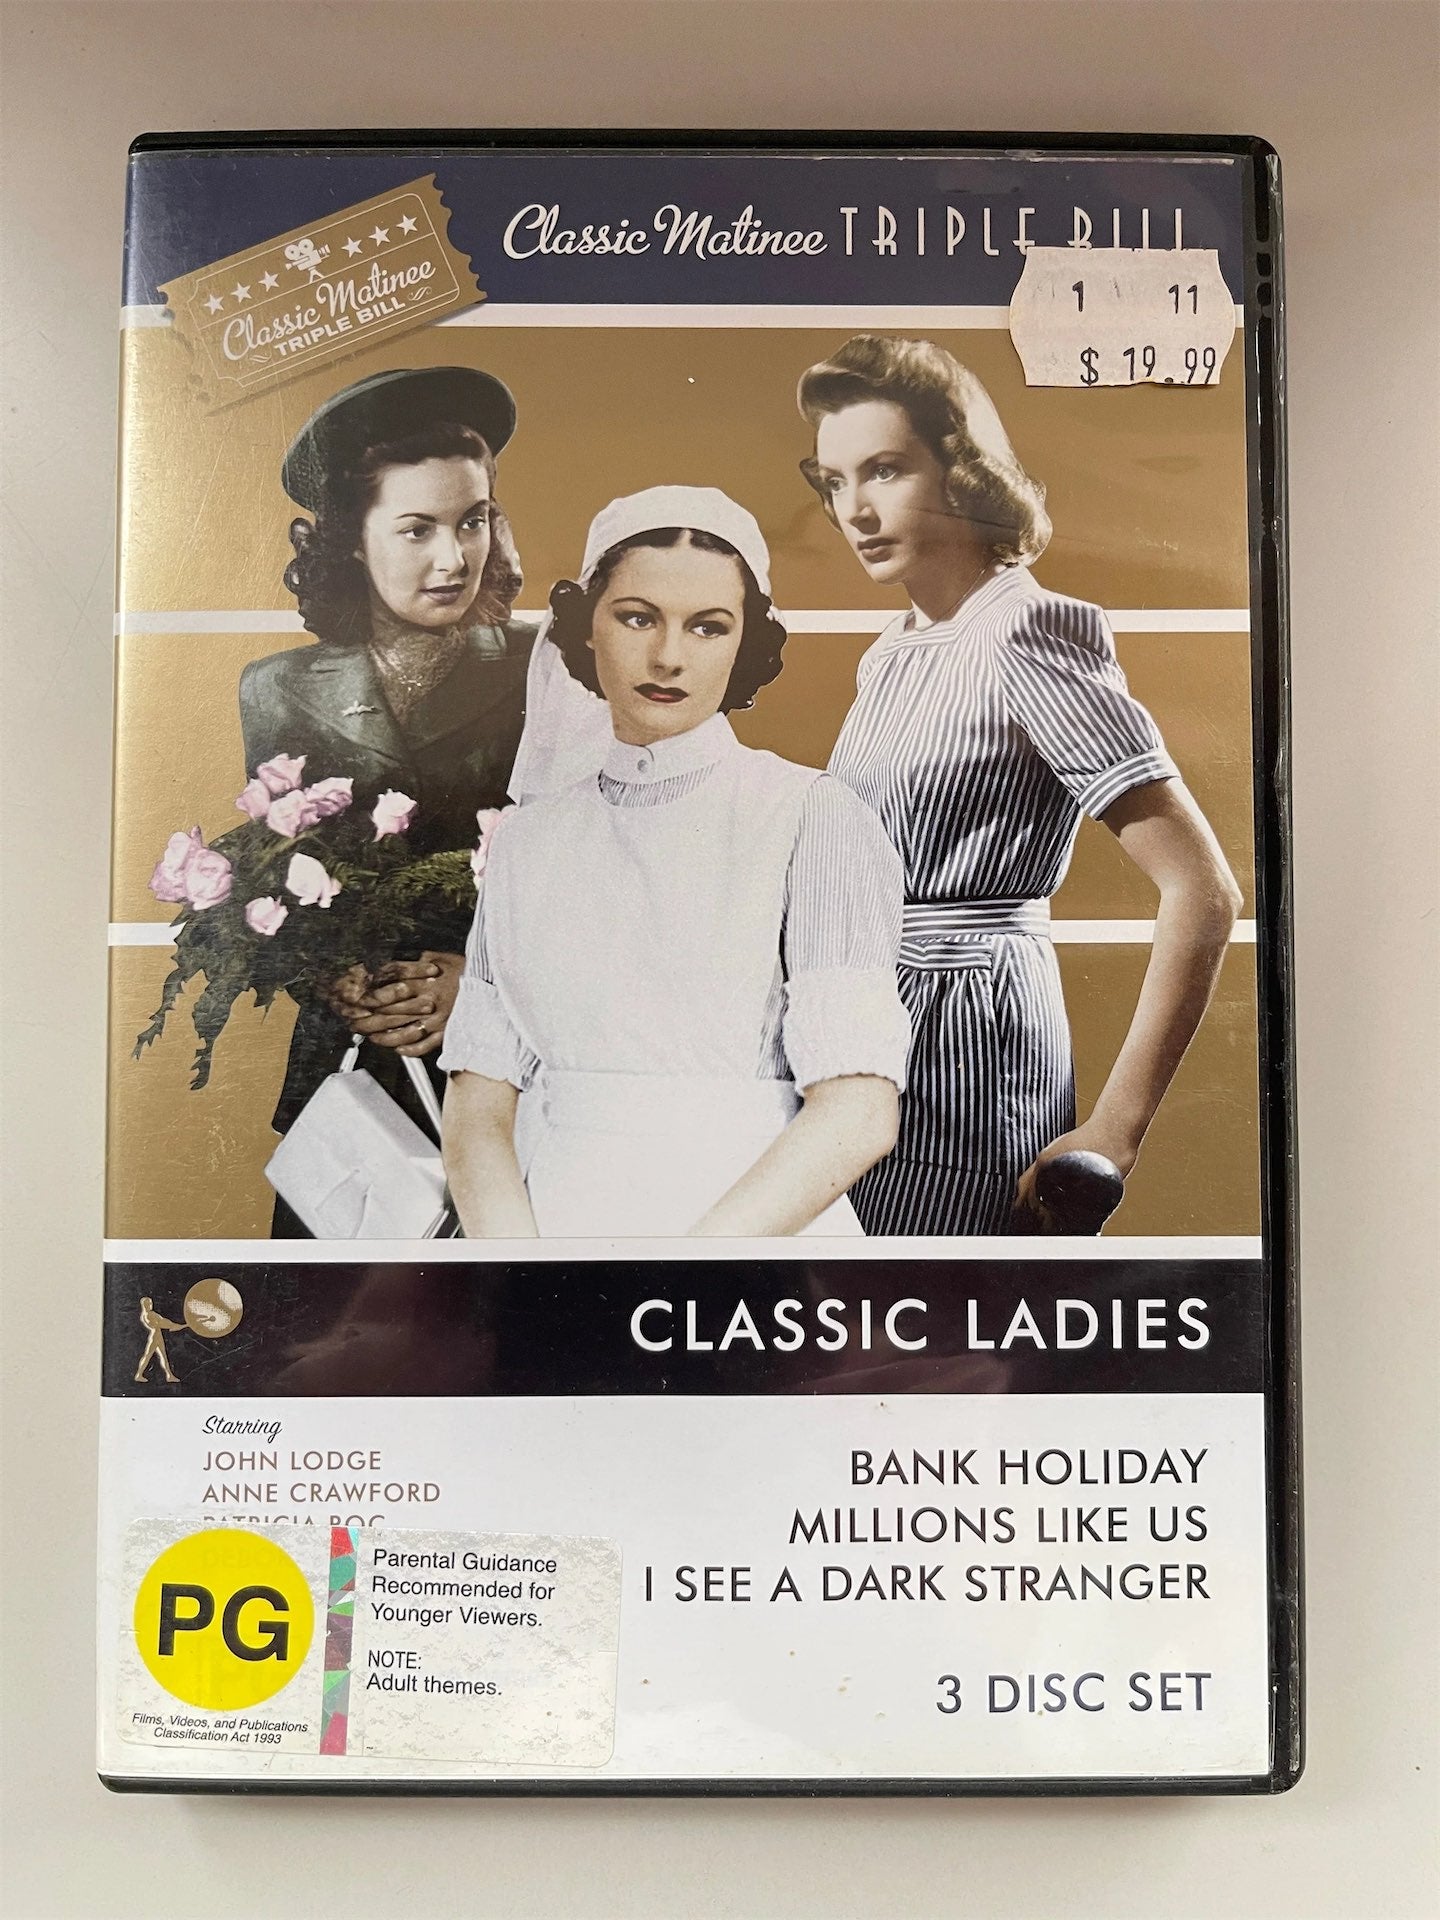 Classic Matinee TRIPLE BILL
Classic Matinee
TRIPLE BILL
1 11
$ 19.99
CLASSIC LADIES
Starring
JOHN LODGE
ANNE CRAWFORD
PATRICIA ROC
BANK HOLIDAY
MILLIONS LIKE US
I SEE A DARK STRANGER
3 DISC SET
PG
Films, Videos, and Publications
Classification Act 1993
Parental Guidance
Recommended for
Younger Viewers.
NOTE:
Adult themes.